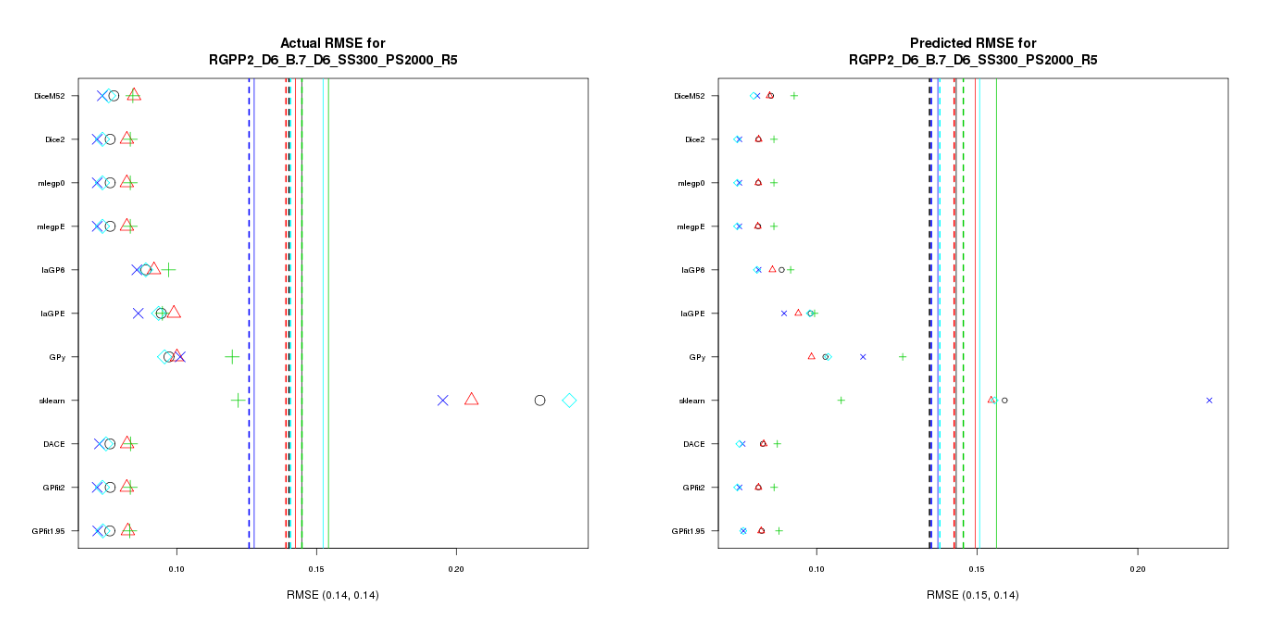 Actual RMSE for
RGPP2_D6_B.7_D6_SS300_PS2000_R5
DiceM52
Dice2
mlegp0
mlegpE
laGP6
laGPE
GPy
sklearn
DACE
GPfit2
GPfit1.95
0.10
0.15
0.20
RMSE (0.14, 0.14)
Predicted RMSE for
RGPP2_D6_B.7_D6_SS300_PS2000_R5
DiceM52
Dice2
mlegp0
mlegpE
laGP6
laGPE
GPy
sklearn
DACE
GPfit2
GPfit1.95
0.10
0.15
0.20
RMSE (0.15, 0.14)